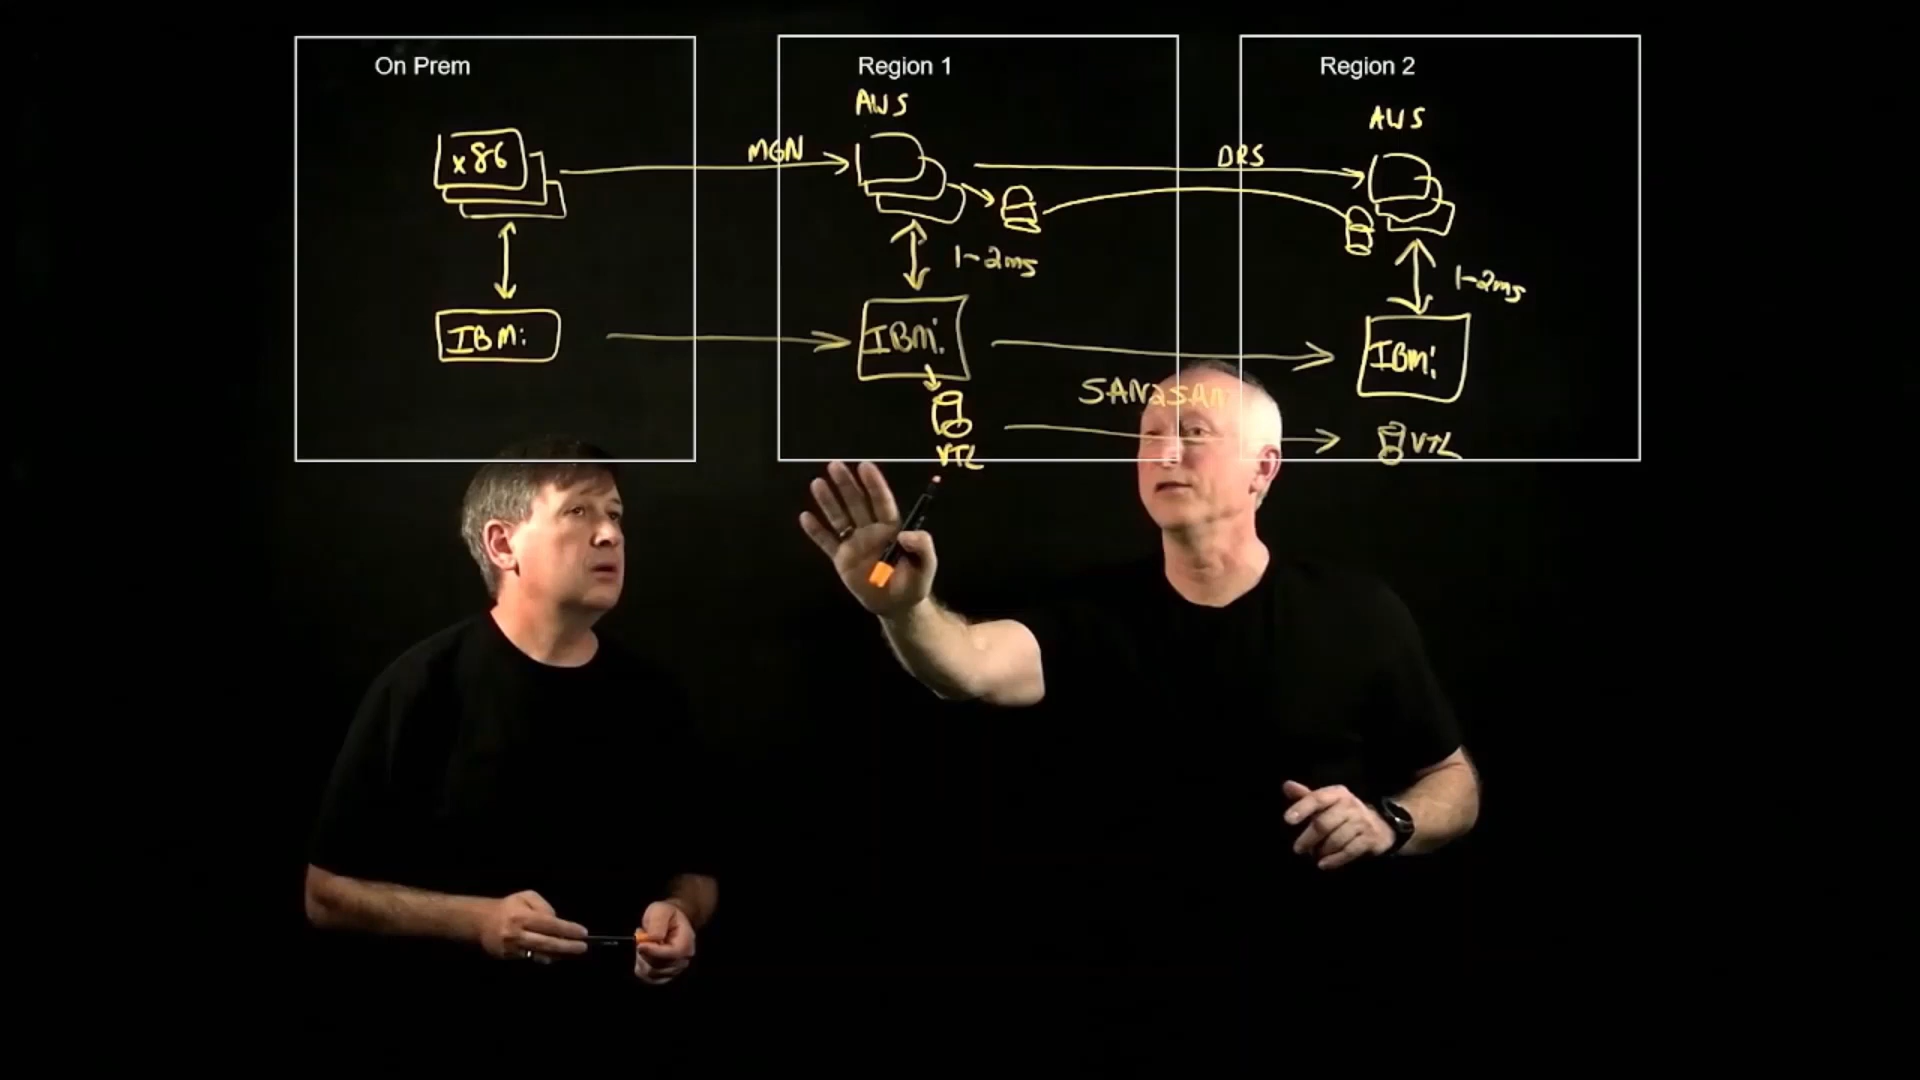 On Prem
x86
IBMi
MGN
Region 1
AWS
1-2ms
IBMi
VTL
DRS
SAN2SAN
Region 2
AWS
1-2ms
IBMi
VTL